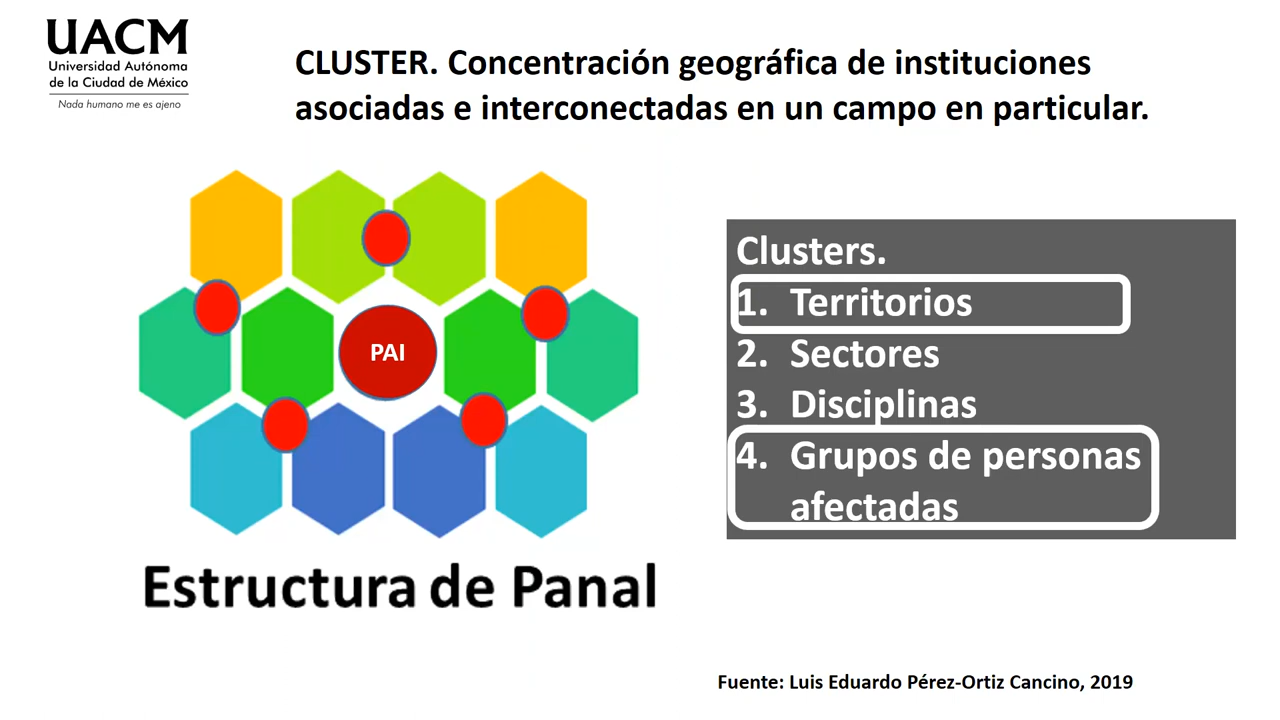 UACM
Universidad Autónoma
de la Ciudad de México
Nada humano me es ajeno
CLUSTER. Concentración geográfica de instituciones
asociadas e interconectadas en un campo en particular.
PAI
Estructura de Panal
Clusters.
1. Territorios
2. Sectores
3. Disciplinas
4. Grupos de personas
afectadas
Fuente: Luis Eduardo Pérez-Ortiz Cancino, 2019